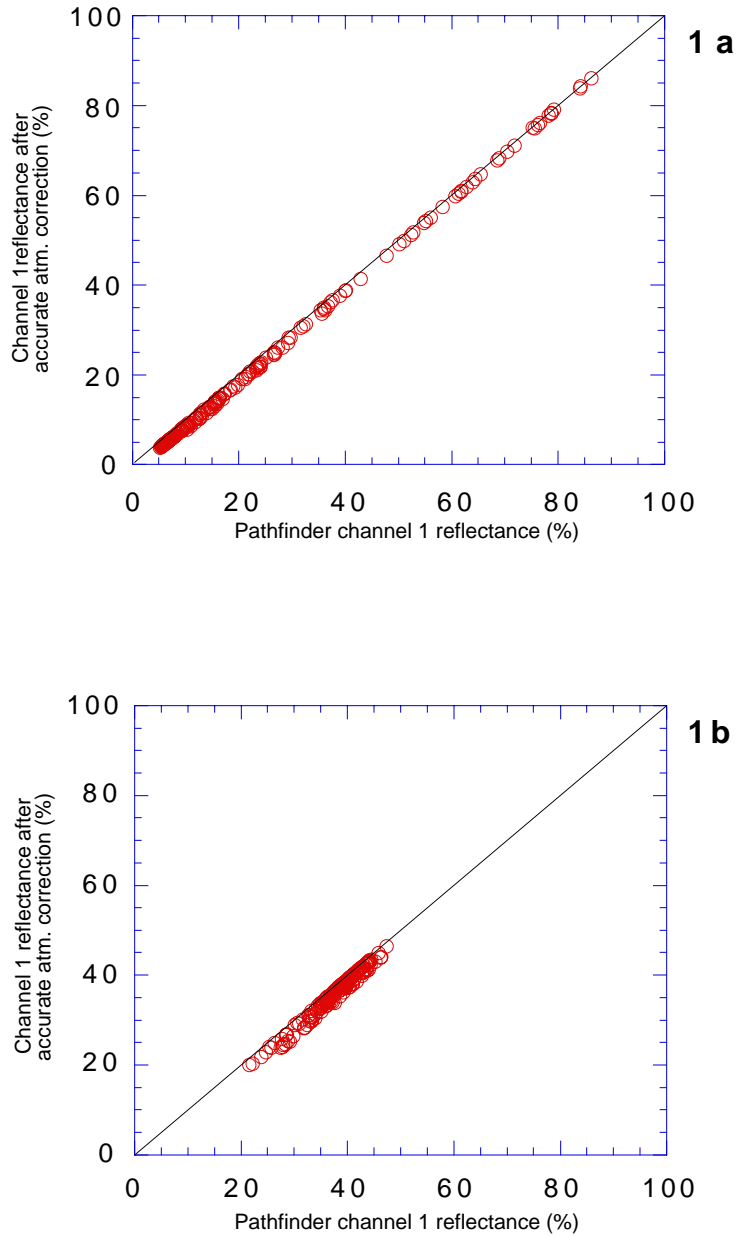 1 a
100
80
60
40
20
0
Channel 1reflectance after
accurate atm. correction (%)
0 20 40 60 80 100
Pathfinder channel 1 reflectance (%)
1b
100
80
60
40
20
0
Channel 1 reflectance after
accurate atm. correction (%)
0 20 40 60 80 100
Pathfinder channel 1 reflectance (%)